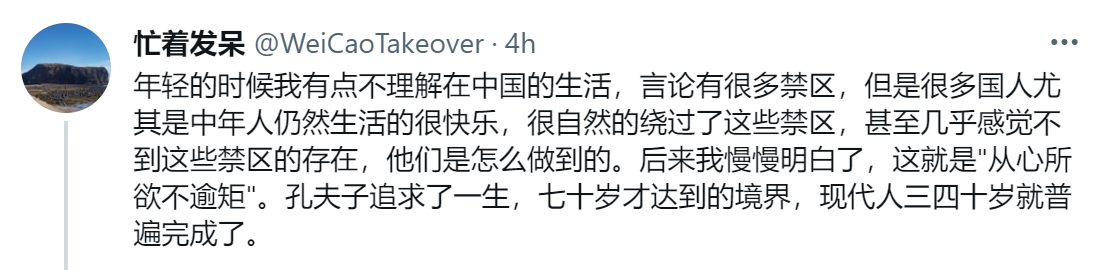 忙着发呆 @WeiCaoTakeover · 4h
年轻的时候我有点不理解在中国的生活，言论有很多禁区，但是很多国人尤
其是中年人仍然生活的很快乐，很自然的绕过了这些禁区，甚至几乎感觉不
到这些禁区的存在，他们是怎么做到的。后来我慢慢明白了，这就是"从心所
欲不逾矩"。孔夫子追求了一生，七十岁才达到的境界，现代人三四十岁就普
遍完成了。